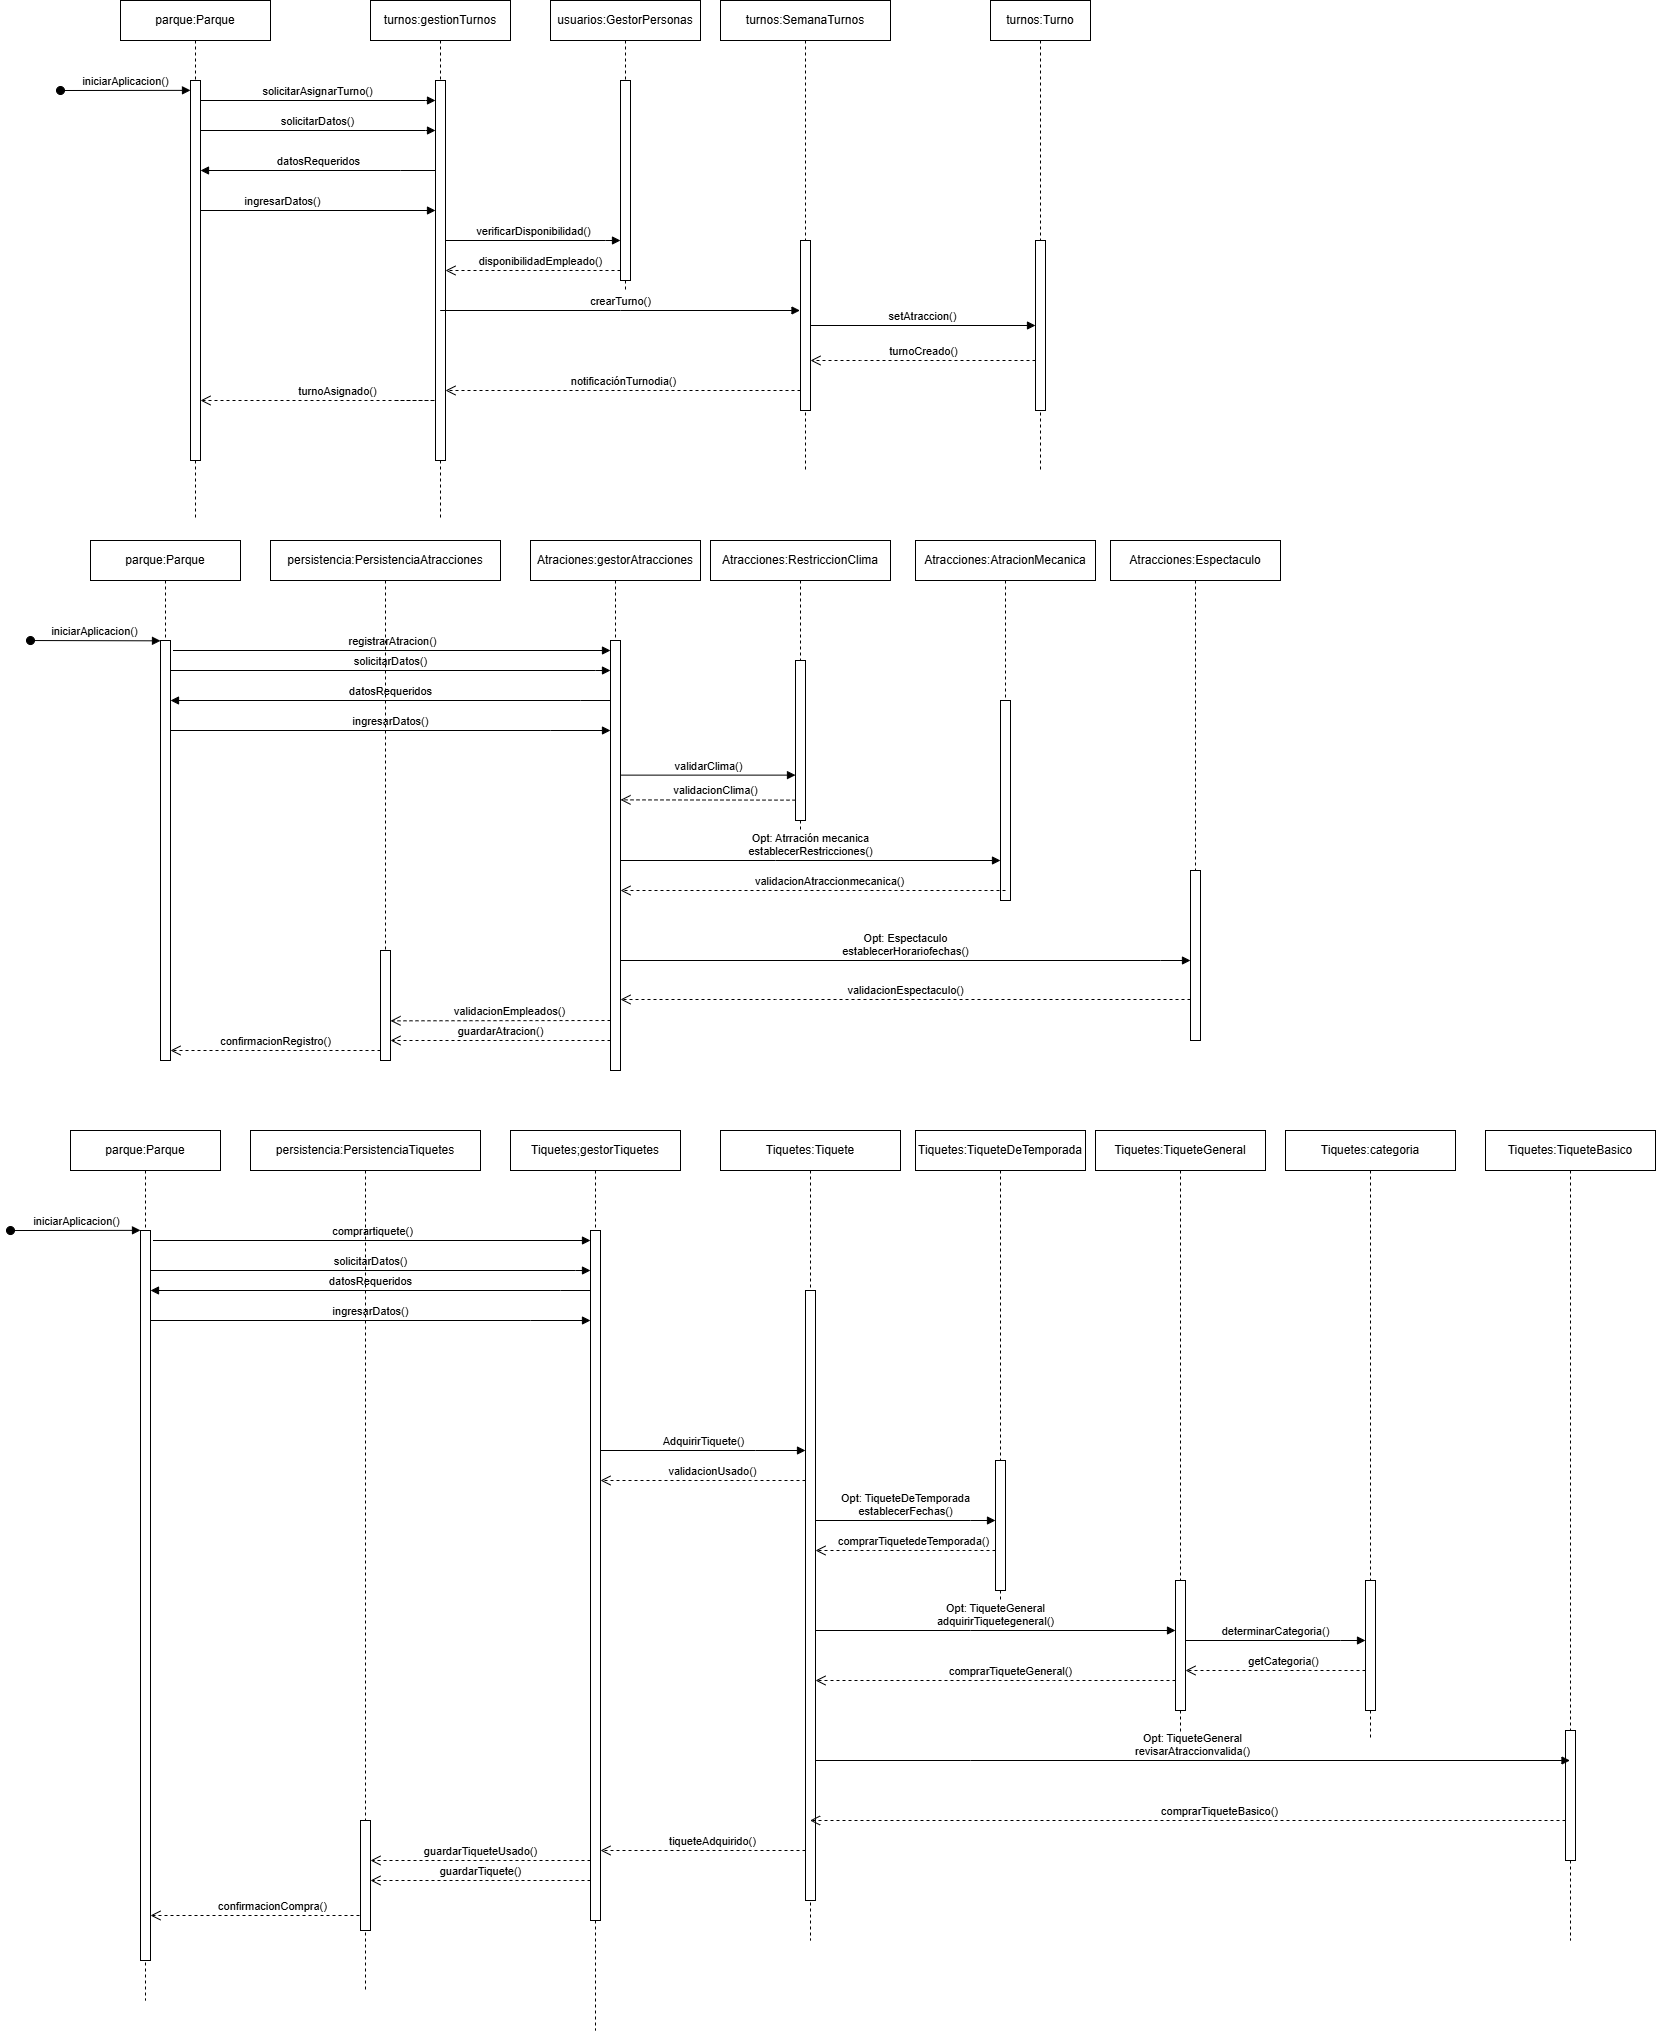 parque:Parque
turnos:gestionTurnos
usuarios:GestorPersonas
turnos:SemanaTurnos
turnos:Turno
iniciarAplicacion()
solicitarAsignarTurno()
solicitarDatos()
datosRequeridos
ingresarDatos()
verificarDisponibilidad()
disponibilidadEmpleado()
crearTurno()
setAtraccion()
turnoCreado()
notificaciónTurnodia()
turnoAsignado()
parque:Parque
persistencia:PersistenciaAtracciones
Atraciones:gestorAtracciones
Atracciones:RestriccionClima
Atracciones:AtracionMecanica
Atracciones:Espectaculo
iniciarAplicacion()
registrarAtracion()
solicitarDatos()
datosRequeridos
ingresarDatos()
validarClima()
validacionClima()
Opt: Atrración mecanica
establecerRestricciones()
validacionAtraccionmecanica()
Opt: Espectaculo
establecerHorariofechas()
validacionEspectaculo()
validacionEmpleados()
guardarAtracion()
confirmacionRegistro()
parque:Parque
persistencia:PersistenciaTiquetes
Tiquetes;gestorTiquetes
Tiquetes:Tiquete
Tiquetes:TiqueteDeTemporada
Tiquetes:TiqueteGeneral
Tiquetes:categoria
Tiquetes:TiqueteBasico
iniciarAplicacion()
comprartiquete()
solicitarDatos()
datosRequeridos
ingresarDatos()
AdquirirTiquete()
validacionUsado()
Opt: TiqueteDeTemporada
establecerFechas()
comprarTiquetedeTemporada()
Opt: TiqueteGeneral
adquirirTiquetegeneral()
determinarCategoria()
getCategoria()
comprarTiqueteGeneral()
Opt: TiqueteGeneral
revisarAtraccionvalida()
comprarTiqueteBasico()
tiqueteAdquirido()
guardarTiqueteUsado()
guardarTiquete()
confirmacionCompra()